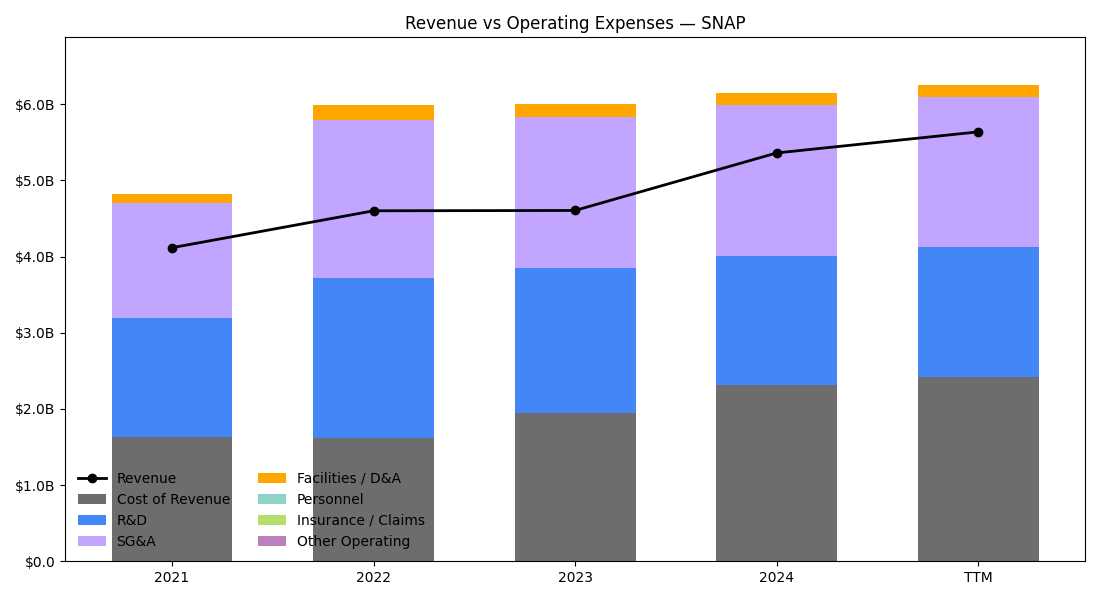 Revenue vs Operating Expenses — SNAP
$6.0B
$5.0B
$4.0B
$3.0B
$2.0B
$1.0B
$0.0
Revenue
Cost of Revenue
R&D
SG&A
Facilities / D&A
Personnel
Insurance / Claims
Other Operating
2021
2022
2023
2024
TTM